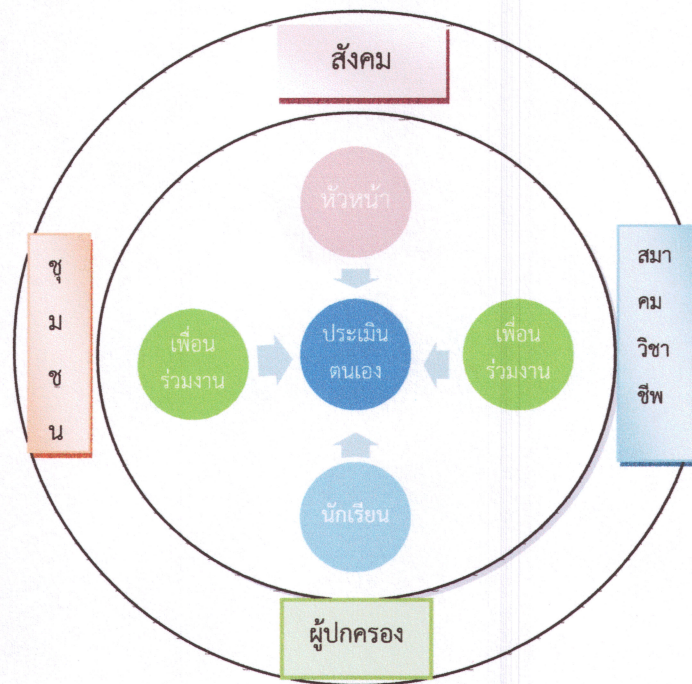 สังคม
หัวหน้า
ชุ
ม
ช
น
เพื่อน
ร่วมงาน
ประเมิน
ตนเอง
เพื่อน
ร่วมงาน
สมา
คม
วิชา
ชีพ
นักเรียน
ผู้ปกครอง